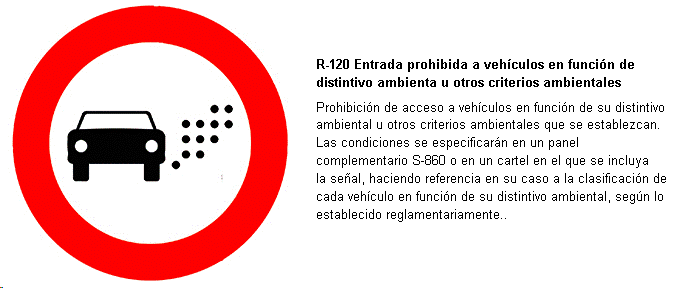 R-120 Entrada prohibida a vehículos en función de
distintivo ambienta u otros criterios ambientales
Prohibición de acceso a vehículos en función de su distintivo
ambiental u otros criterios ambientales que se establezcan.
Las condiciones se especificarán en un panel
complementario S-860 o en un cartel en el que se incluya
la señal, haciendo referencia en su caso a la clasificación de
cada vehículo en función de su distintivo ambiental, según lo
establecido reglamentariamente..